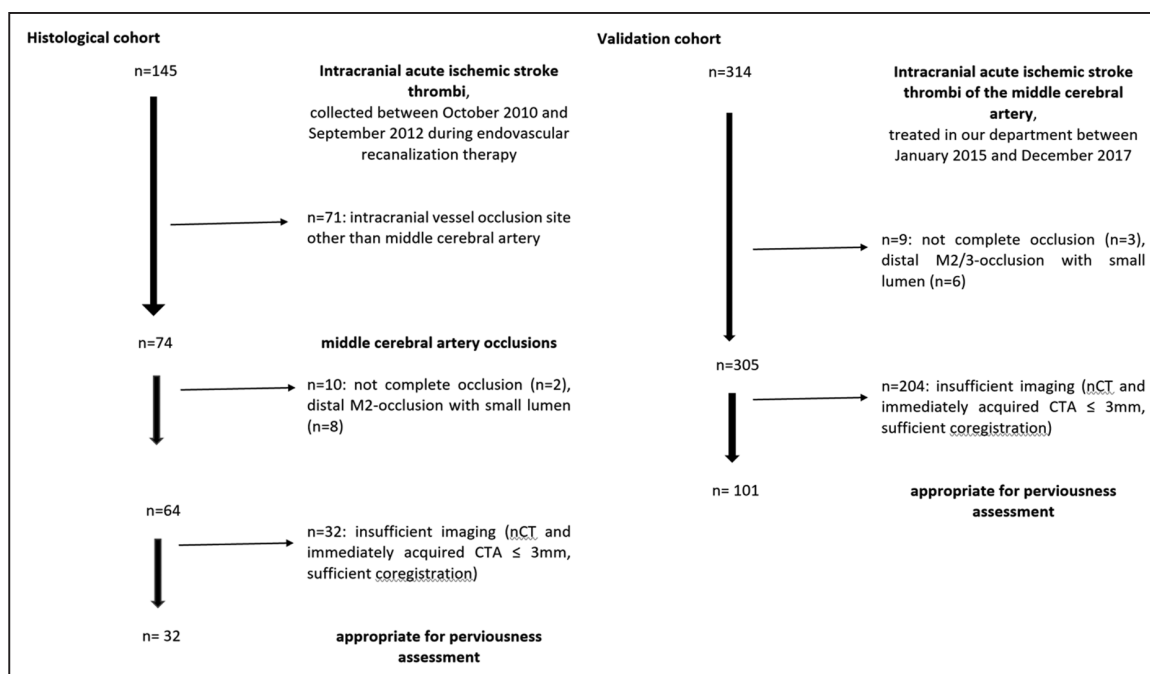 Histological cohort
n=145
Intracranial acute ischemic stroke
thrombi,
collected between October 2010 and
September 2012 during endovascular
recanalization therapy
n=71: intracranial vessel occlusion site
other than middle cerebral artery
n=74
middle cerebral artery occlusions
n=10: not complete occlusion (n=2),
distal M2-occlusion with small lumen
(n=8)
n=64
n=32: insufficient imaging (nCT and
immediately acquired CTA ≤ 3mm,
sufficient coregistration)
n= 32
appropriate for perviousness
assessment
Validation cohort
n=314
Intracranial acute ischemic stroke
thrombi of the middle cerebral
artery,
treated in our department between
January 2015 and December 2017
n=9: not complete occlusion (n=3),
distal M2/3-occlusion with small
lumen (n=6)
n=305
n=204: insufficient imaging (nCT and
immediately acquired CTA ≤ 3mm,
sufficient coregistration)
n= 101
appropriate for perviousness
assessment